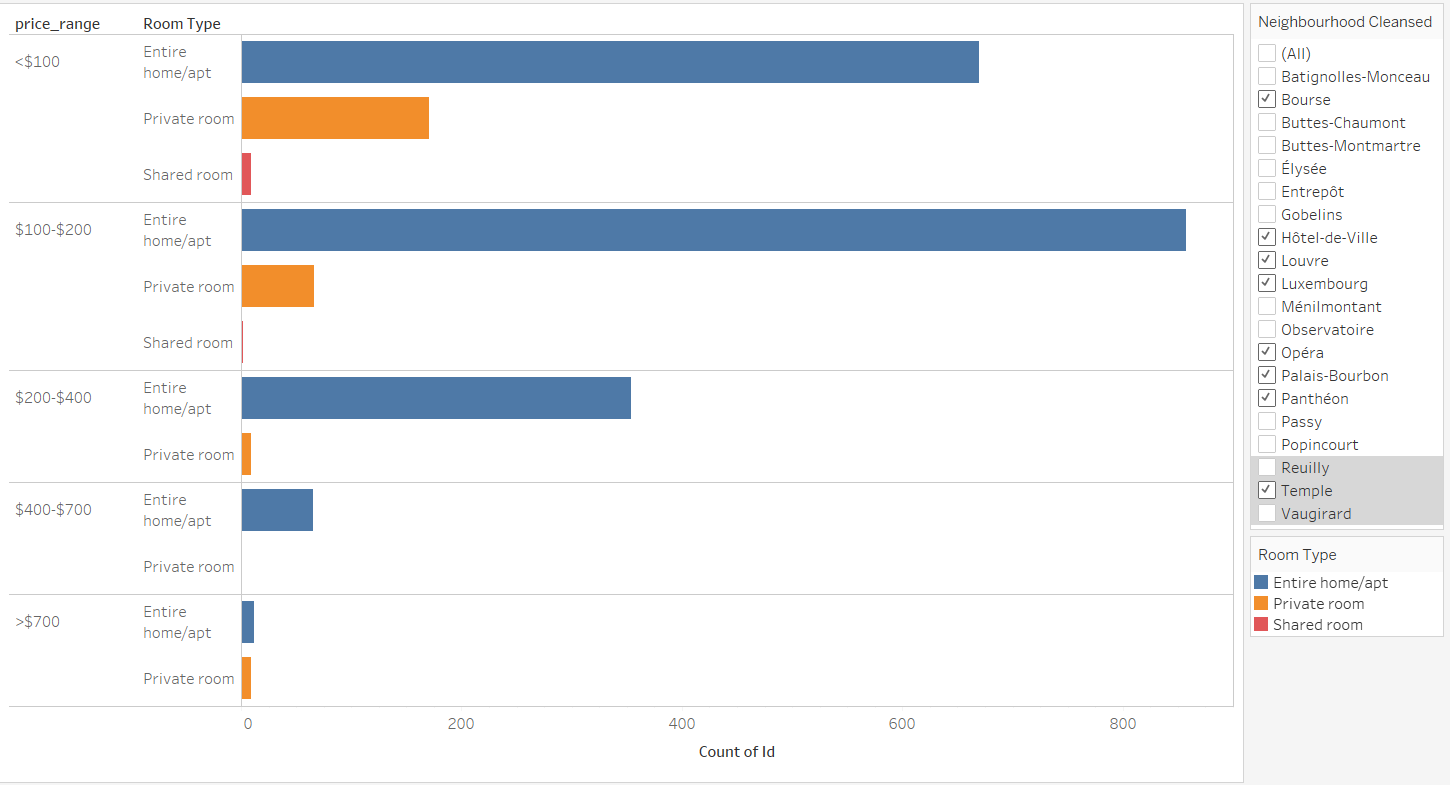 price_range Room Type
<$100 Entire
home/apt
Private room
Shared room
$100-$200 Entire
home/apt
Private room
Shared room
$200-$400 Entire
home/apt
Private room
$400-$700 Entire
home/apt
Private room
>$700 Entire
home/apt
Private room
0 200 400 600 800
Count of Id
Neighbourhood Cleansed
(All)
Batignolles-Monceau
Bourse
Buttes-Chaumont
Buttes-Montmartre
Élysée
Entrepôt
Gobelins
Hôtel-de-Ville
Louvre
Luxembourg
Ménilmontant
Observatoire
Opéra
Palais-Bourbon
Panthéon
Passy
Popincourt
Reuilly
Temple
Vaugirard
Room Type
Entire home/apt
Private room
Shared room